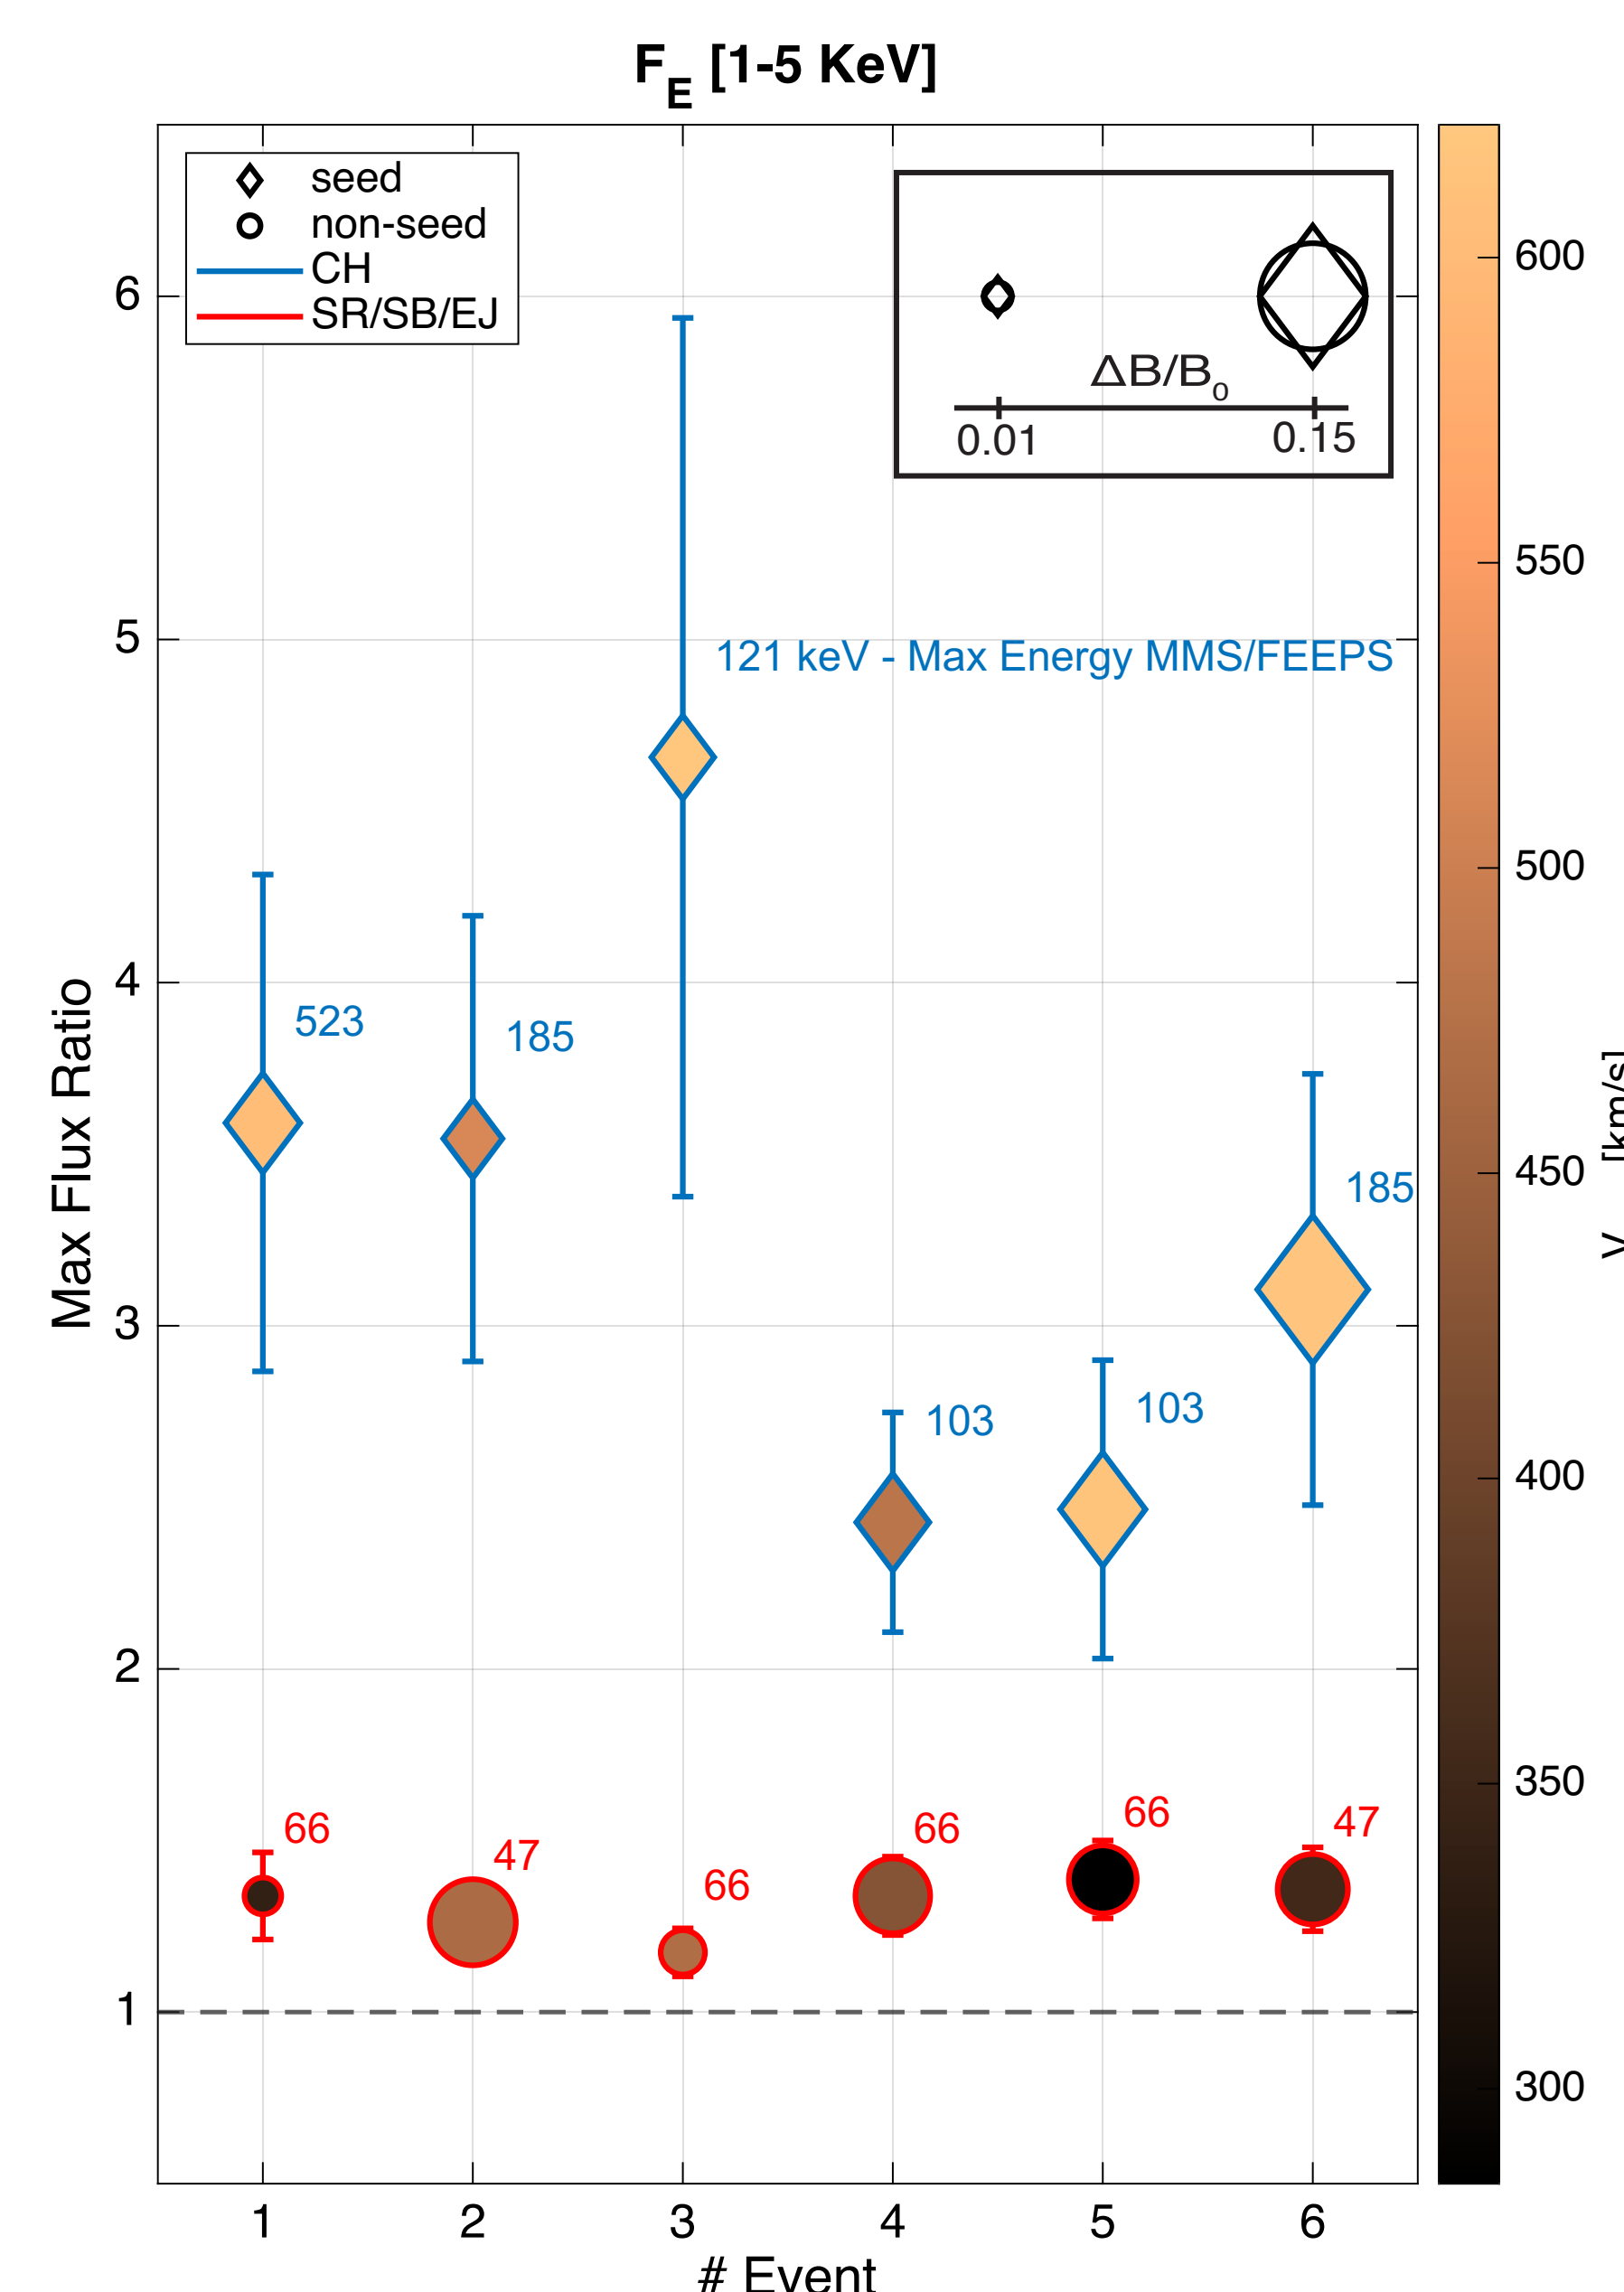 F_E [1-5 KeV]
seed
non-seed
CH
SR/SB/EJ
ΔB/B_o
0.01 0.15
6
5
4
3
2
1
Max Flux Ratio
121 keV - Max Energy MMS/FEEPS
523
185
185
103
103
66
47
66
66
66
47
1 2 3 4 5 6
# Event
600
550
500
450
400
350
300
V [km/s]